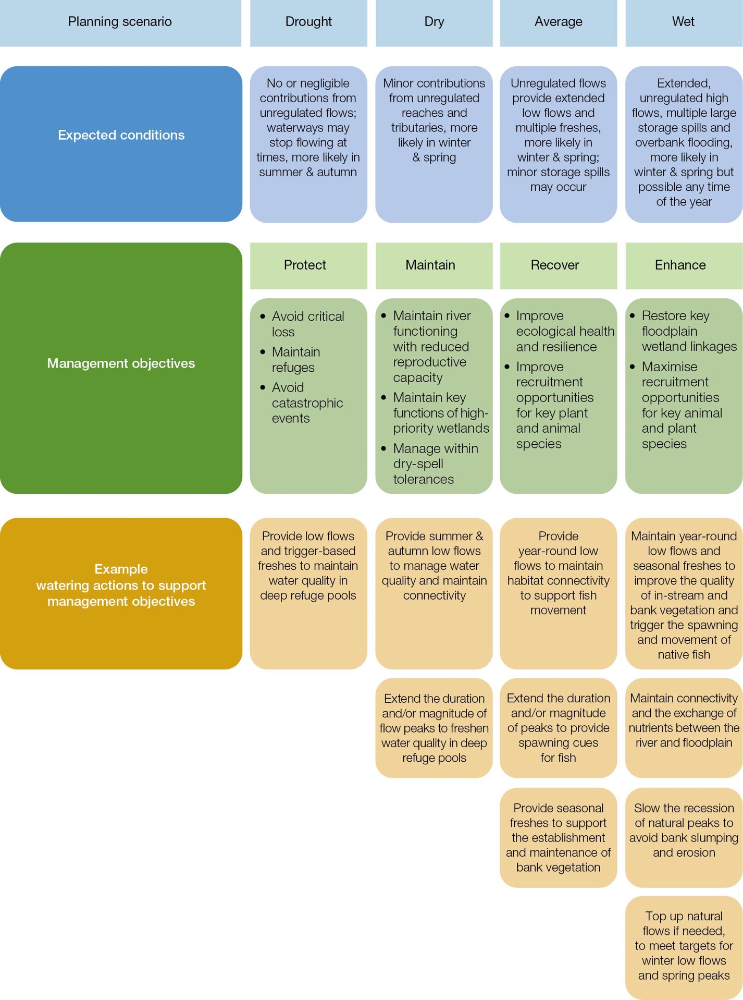 Planning scenario
Drought
Dry
Average
Wet
Expected conditions
No or negligible
contributions from
unregulated flows;
waterways may
stop flowing at
times, more likely in
summer & autumn
Minor contributions
from unregulated
reaches and
tributaries, more
likely in winter
& spring
Unregulated flows
provide extended
low flows and
multiple freshes,
more likely in
winter & spring;
minor storage spills
may occur
Extended,
unregulated high
flows, multiple large
storage spills and
overbank flooding,
more likely in
winter & spring but
possible any time
of the year
Management objectives
Protect
• Avoid critical
loss
• Maintain
refuges
• Avoid
catastrophic
events
Maintain
• Maintain river
functioning
with reduced
reproductive
capacity
• Maintain key
functions of high-
priority wetlands
• Manage within
dry-spell
tolerances
Recover
• Improve
ecological health
and resilience
• Improve
recruitment
opportunities
for key plant
and animal
species
Enhance
• Restore key
floodplain
wetland linkages
• Maximise
recruitment
opportunities
for key animal
and plant
species
Example
watering actions to support
management objectives
Provide low flows
and trigger-based
freshes to maintain
water quality in
deep refuge pools
Provide summer &
autumn low flows
to manage water
quality and maintain
connectivity
Provide
year-round low
flows to maintain
habitat connectivity
to support fish
movement
Maintain year-round
low flows and
seasonal freshes to
improve the quality
of in-stream and
bank vegetation and
trigger the spawning
and movement of
native fish
Extend the duration
and/or magnitude of
flow peaks to freshen
water quality in deep
refuge pools
Extend the duration
and/or magnitude
of peaks to provide
spawning cues
for fish
Maintain connectivity
and the exchange of
nutrients between the
river and floodplain
Provide seasonal
freshes to support
the establishment
and maintenance of
bank vegetation
Slow the recession
of natural peaks to
avoid bank slumping
and erosion
Top up natural
flows if needed,
to meet targets for
winter low flows
and spring peaks